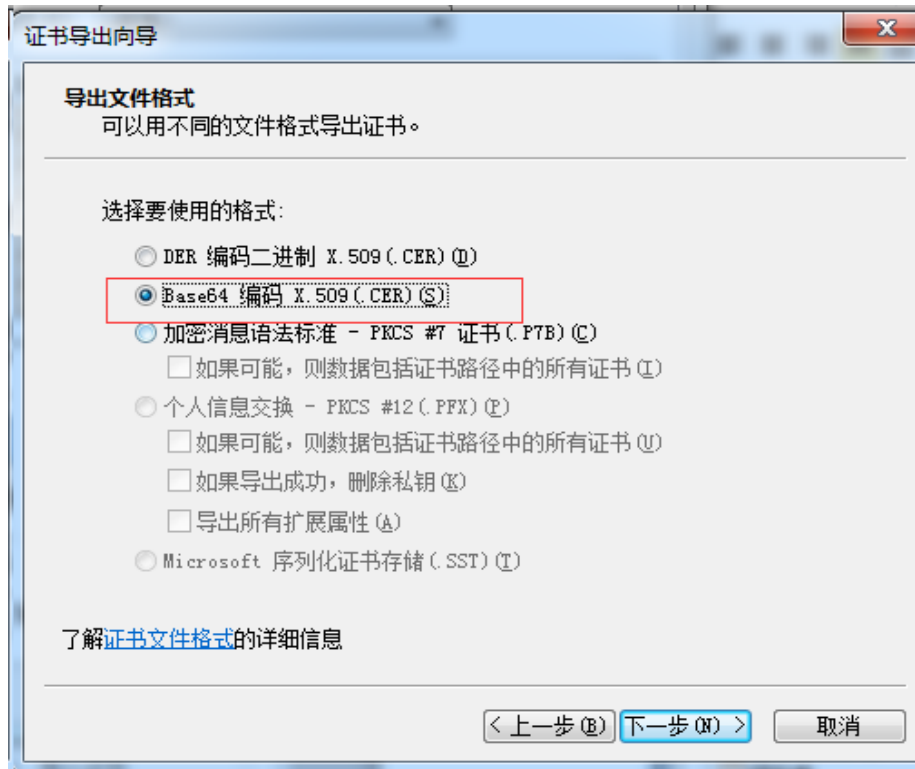 证书导出向导
导出文件格式
可以用不同的文件格式导出证书。
选择要使用的格式:
DER 编码二进制 X.509(.CER)(D)
Base64 编码 X.509(.CER)(S)
加密消息语法标准 - PKCS #7 证书(.P7B)(C)
如果可能，则数据包括证书路径中的所有证书(I)
个人信息交换 - PKCS #12(.PFX)(P)
如果可能，则数据包括证书路径中的所有证书(U)
如果导出成功，删除私钥(K)
导出所有扩展属性(A)
Microsoft 序列化证书存储(.SST)(T)
了解证书文件格式的详细信息
< 上一步(B) 下一步(N) > 取消